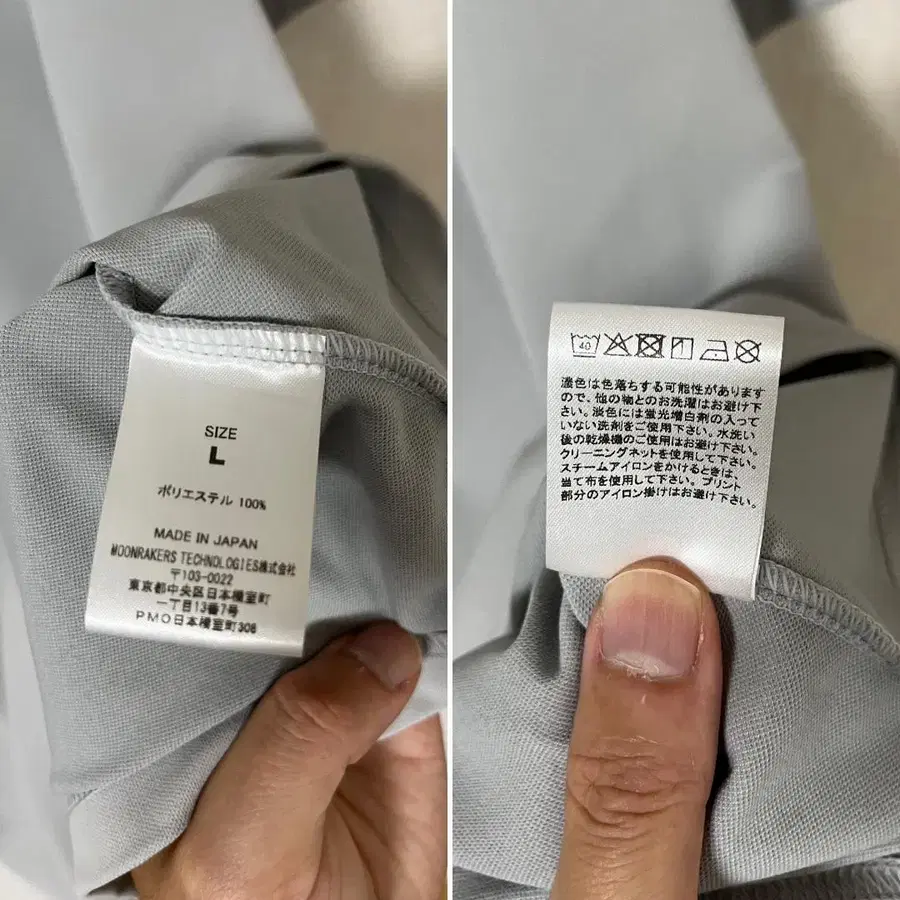 SIZE
L
ポリエステル 100%
MADE IN JAPAN
MOONRAKERS TECHNOLOGIES株式会社
〒103-0022
東京都中央区日本橋室町
一丁目13番7号
PMO日本橋室町308
40
濃色は色落ちする可能性があります
ので、他の物とのお洗濯はお避け下
さい。淡色には蛍光増白剤の入って
いない洗剤をご使用下さい。水洗い
後の乾燥機のご使用はお避け下さい。
クリーニングネットを使用して下さい。
スチームアイロンをかけるときは、
当て布を使用して下さい。プリント
部分のアイロン掛けはお避け下さい。